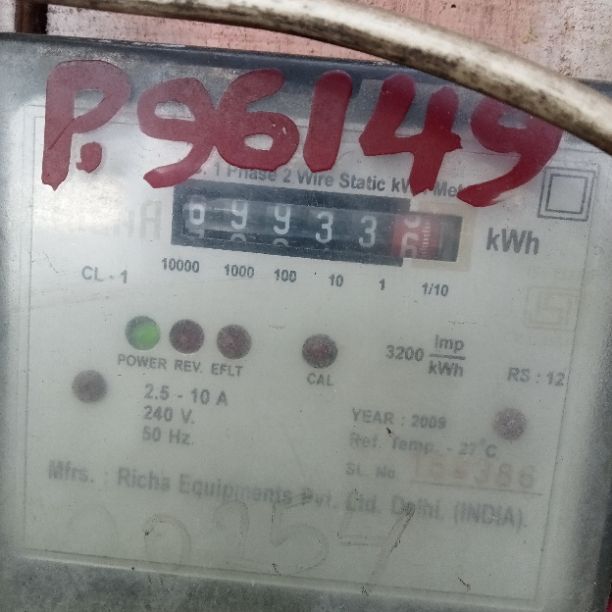 P.96149
1 Phase 2 Wire Static
69933
kWh
CL - 1
10000 1000 100 10 1 1/10
3200 Imp/kWh
POWER REV. EFLT
CAL
RS : 12
2.5 - 10 A
240 V.
50 Hz.
YEAR : 2009
Ref. Temp. - 27°C
SL. No.
Mfrs. : Richa Equipments Pvt. Ltd. Delhi. (INDIA).